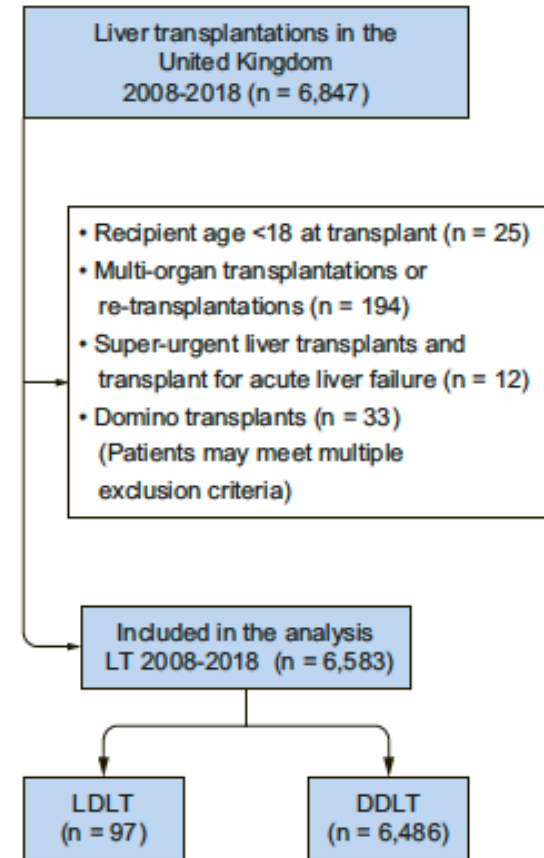 Liver transplantations in the
United Kingdom
2008-2018 (n = 6,847)
• Recipient age <18 at transplant (n = 25)
• Multi-organ transplantations or
re-transplantations (n = 194)
• Super-urgent liver transplants and
transplant for acute liver failure (n = 12)
• Domino transplants (n = 33)
(Patients may meet multiple
exclusion criteria)
Included in the analysis
LT 2008-2018 (n = 6,583)
LDLT
(n = 97)
DDLT
(n = 6,486)